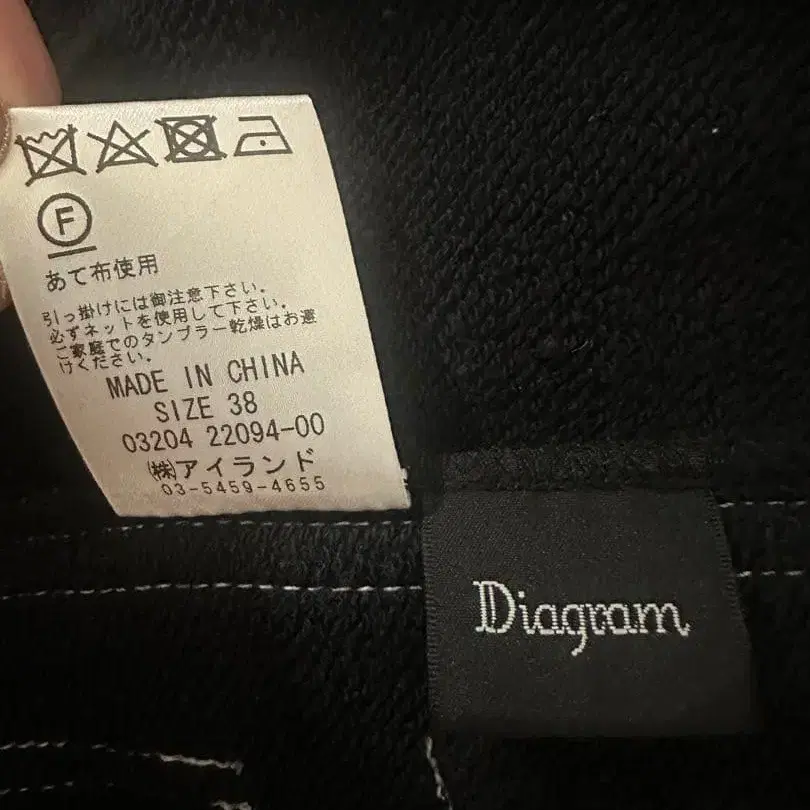 F
あて布使用
引っ掛けには御注意下さい。
必ずネットを使用して下さい。
ご家庭でのタンブラー乾燥はお避
けください。
MADE IN CHINA
SIZE 38
03204 22094-00
㈱アイランド
03-5459-4655
Diagram